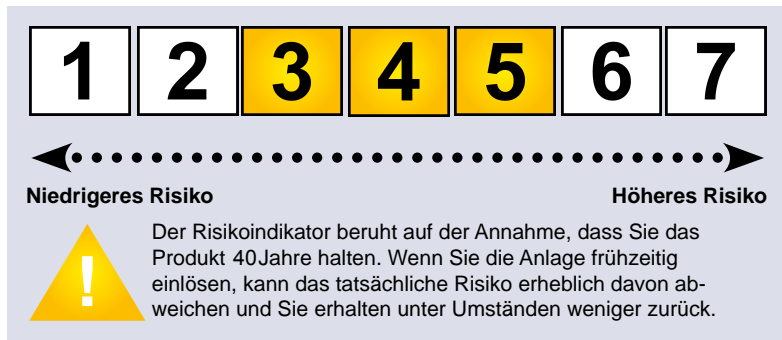 1 2 3 4 5 6 7
Niedrigeres Risiko Höheres Risiko
Der Risikoindikator beruht auf der Annahme, dass Sie das
Produkt 40Jahre halten. Wenn Sie die Anlage frühzeitig
einlösen, kann das tatsächliche Risiko erheblich davon ab-
weichen und Sie erhalten unter Umständen weniger zurück.
!